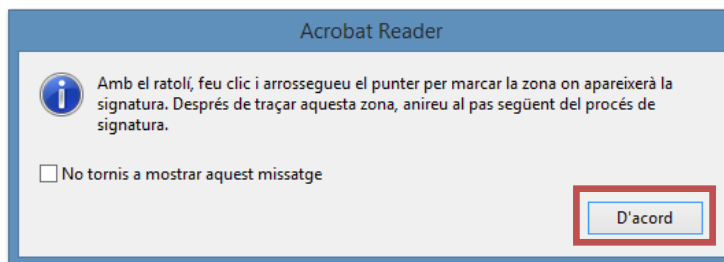 Acrobat Reader
Amb el ratolí, feu clic i arrossegueu el punter per marcar la zona on apareixerà la
signatura. Després de traçar aquesta zona, anireu al pas següent del procés de
signatura.
No tornis a mostrar aquest missatge
D'acord